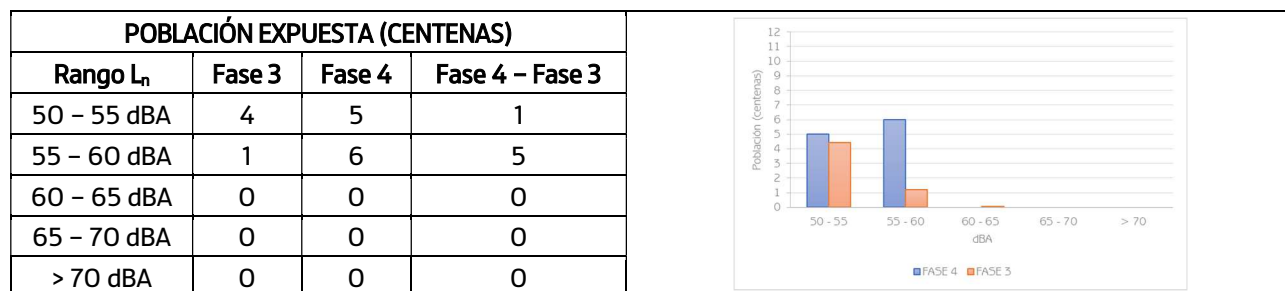 POBLACIÓN EXPUESTA (CENTENAS)
Rango Ln Fase 3 Fase 4 Fase 4 – Fase 3
50 – 55 dBA 4 5 1
55 – 60 dBA 1 6 5
60 – 65 dBA 0 0 0
65 – 70 dBA 0 0 0
> 70 dBA 0 0 0
Población (centenas)
12
11
10
9
8
7
6
5
4
3
2
1
0
50 - 55 55 - 60 60 - 65 65 - 70 > 70
dBA
FASE 4 FASE 3